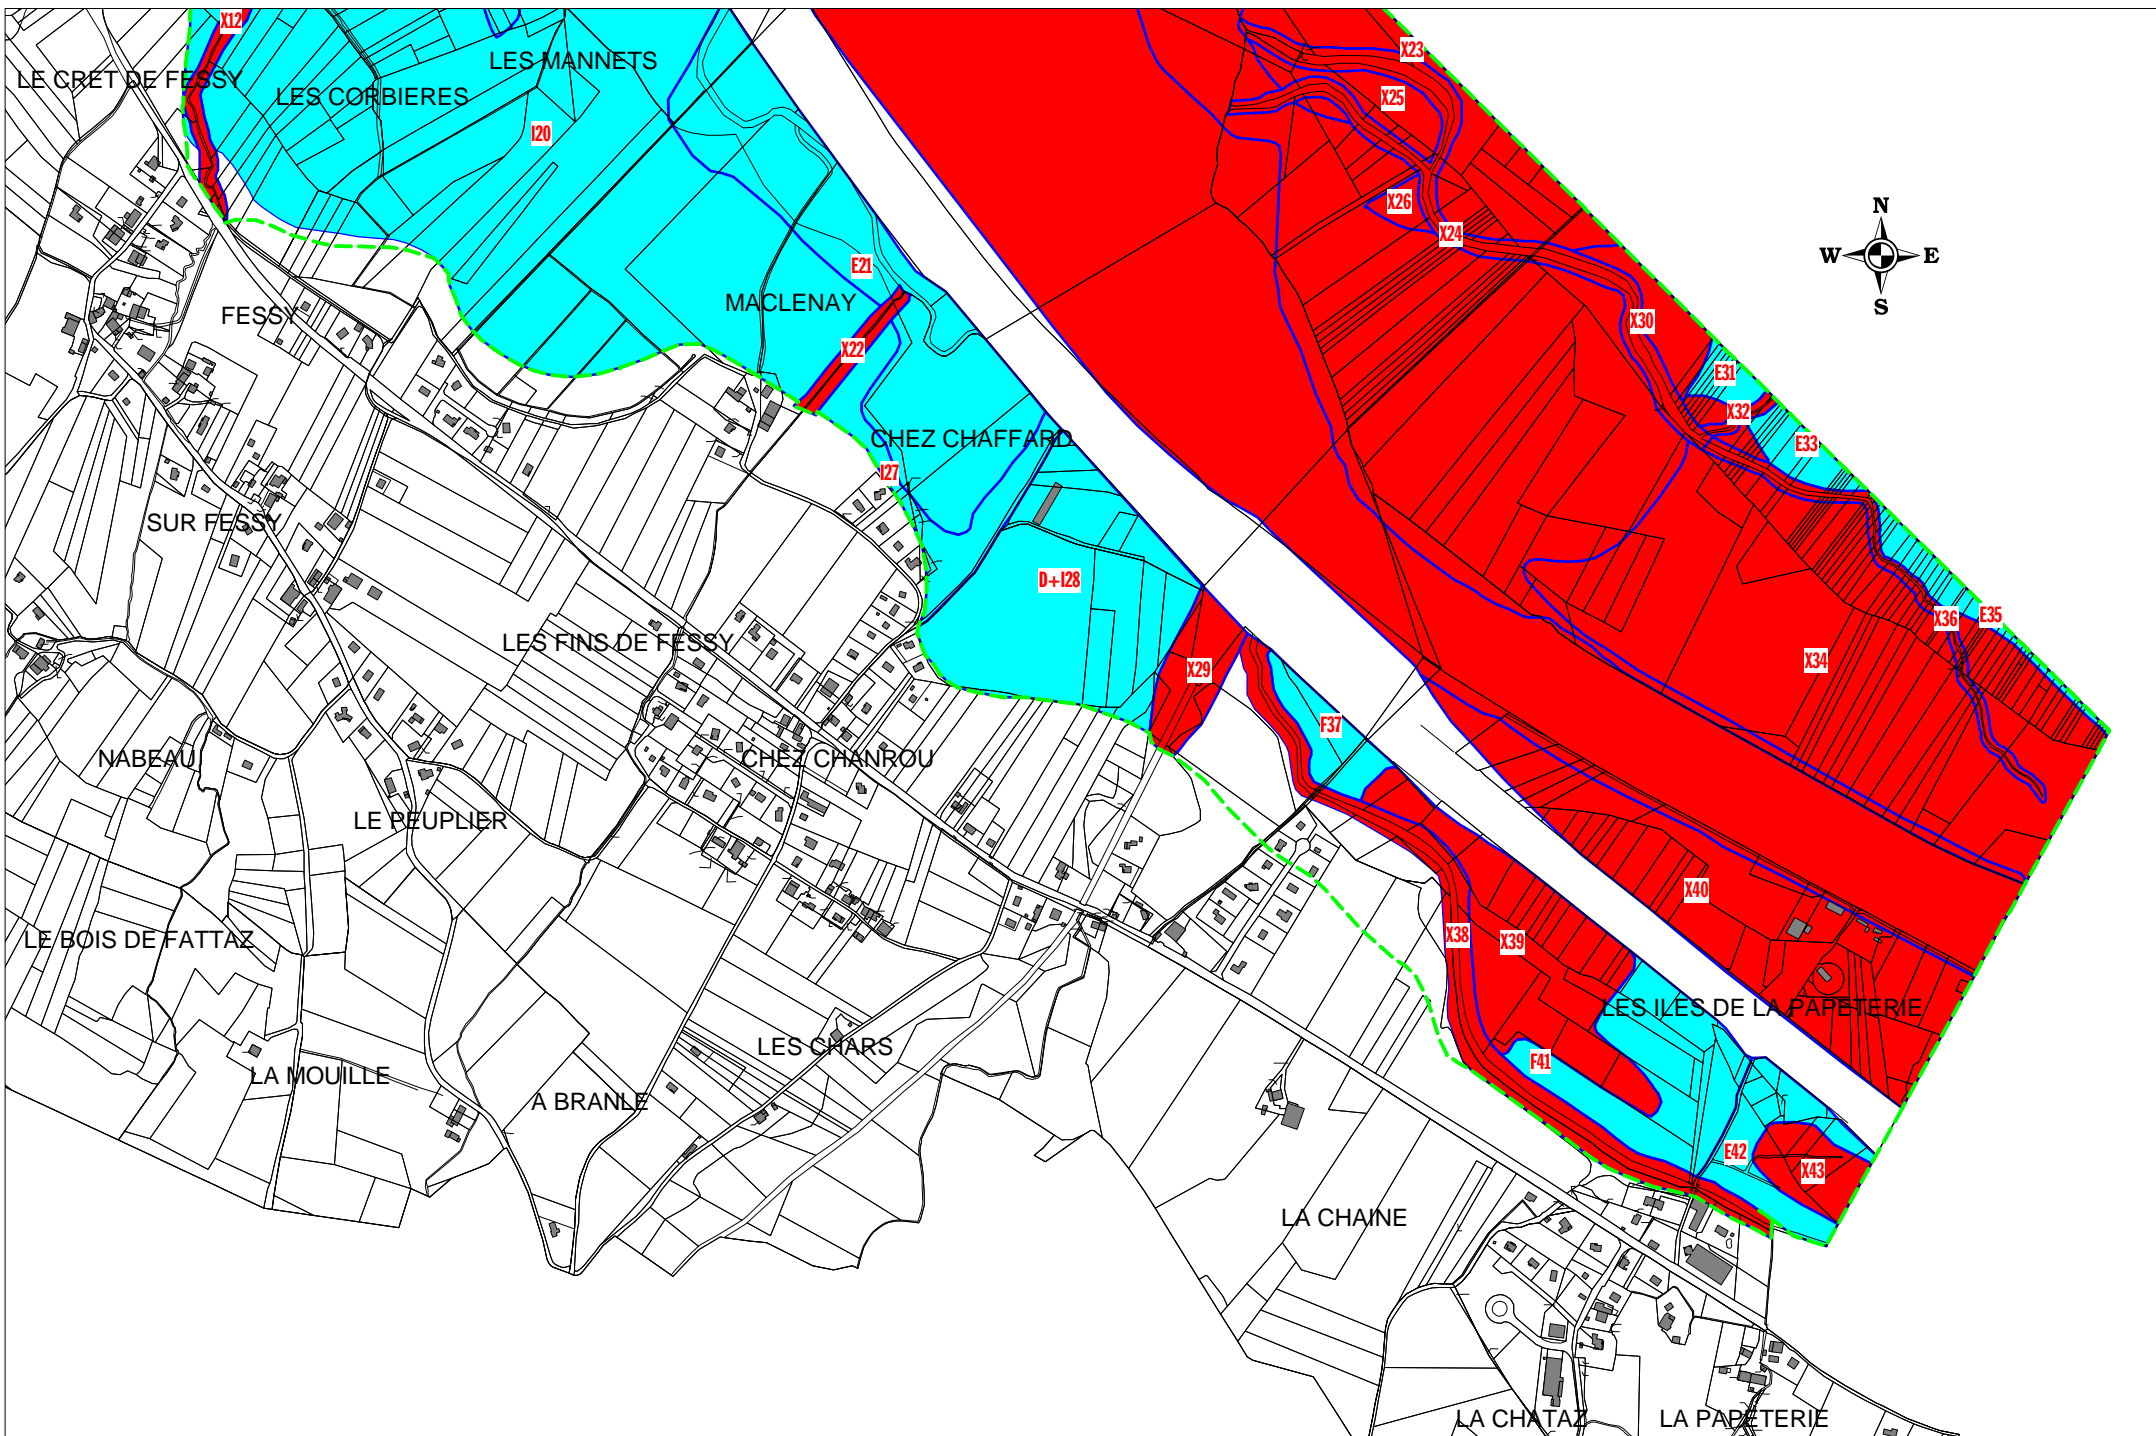 X12
LE CRET DE FESSY
LES CORBIERES
LES MANNETS
I20
X23
X25
X26
X24
N
W E
S
E21
MACLENAY
X22
FESSY
X30
E31
X32
E33
CHEZ CHAFFARD
I27
SUR FESSY
D+I28
X36
E35
X34
LES FINS DE FESSY
X29
F37
NABEAU
CHEZ CHANROU
LE PEUPLIER
X40
LE BOIS DE FATTAZ
X38
X39
LES ILES DE LA PAPETERIE
LES CHARS
F41
LA MOUILLE
A BRANLE
E42
X43
LA CHAINE
LA CHATAZ
LA PAPETERIE